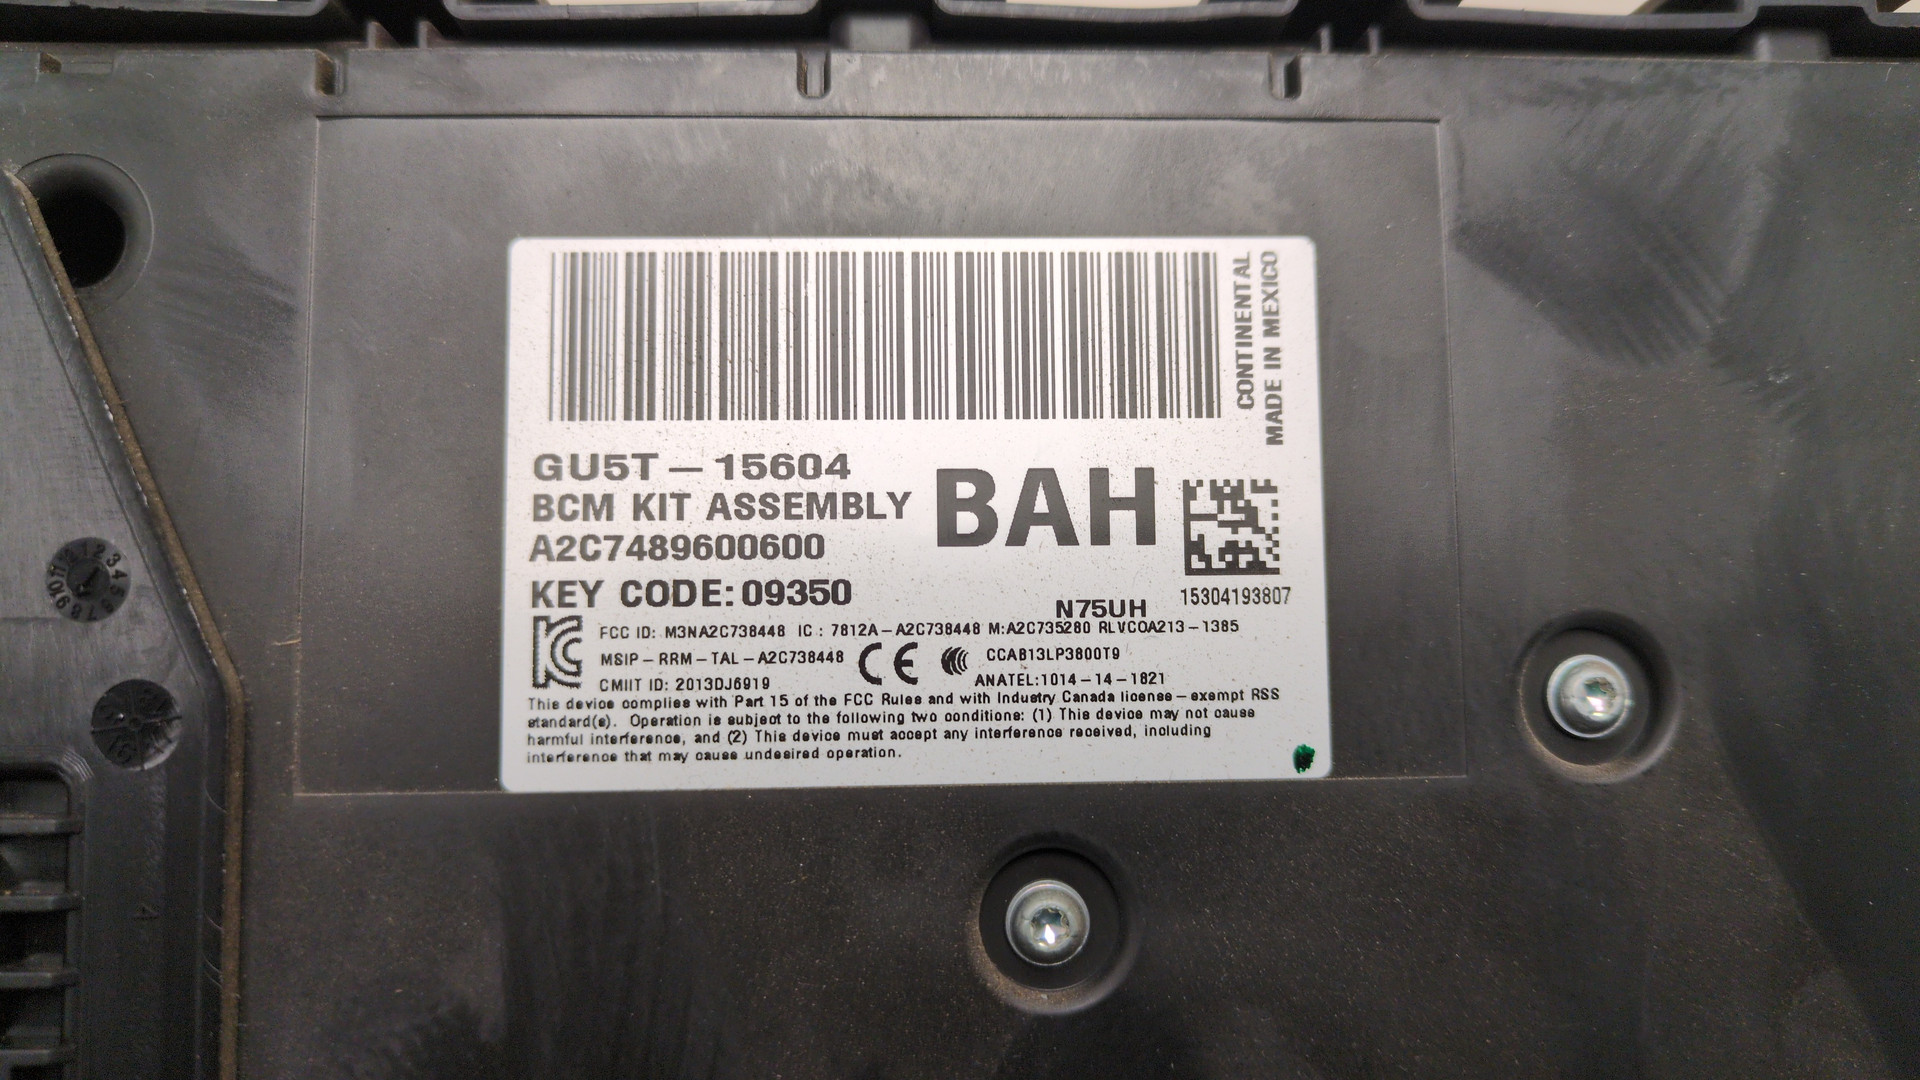 CONTINENTAL
MADE IN MEXICO
GU5T-15604
BCM KIT ASSEMBLY
BAH
A2C7489600600
KEY CODE: 09350
15304193807
N75UH
FCC ID: M3NA2C738448 IC : 7812A-A2C738448 M:A2C735280 RLVCOA213-1385
MSIP-RRM-TAL-A2C738448 CE CCAB13LP3800T9
CMIIT ID: 2013DJ6919 ANATEL:1014-14-1821
This device complies with Part 15 of the FCC Rules and with Industry Canada license-exempt RSS
standard(s). Operation is subject to the following two conditions: (1) This device may not cause
harmful interference, and (2) This device must accept any interference received, including
interference that may cause undesired operation.
4